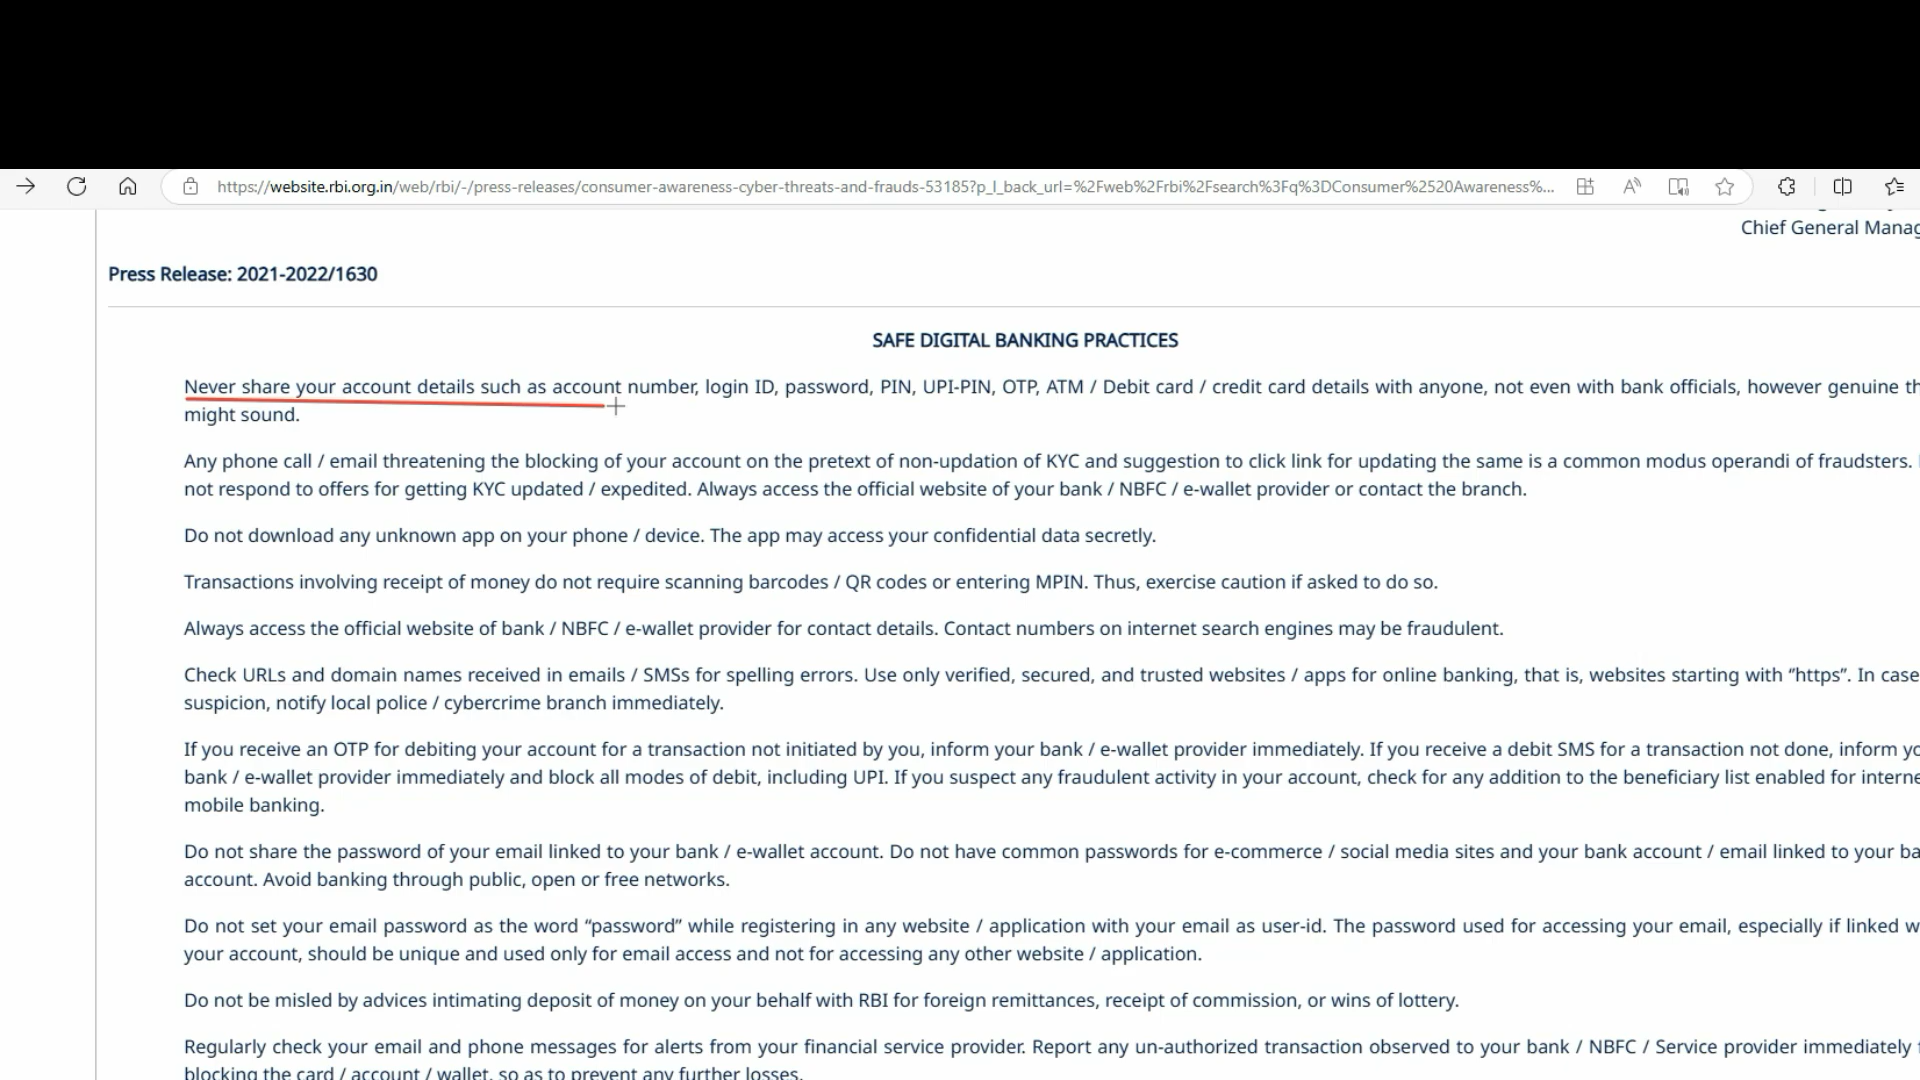 https://website.rbi.org.in/web/rbi/-/press-releases/consumer-awareness-cyber-threats-and-frauds-53185?p_l_back_url=%2Fweb%2Frbi%2Fsearch%3Fq%3DConsumer%2520Awareness%...
Chief General Manag
Press Release: 2021-2022/1630
SAFE DIGITAL BANKING PRACTICES
Never share your account details such as account number, login ID, password, PIN, UPI-PIN, OTP, ATM / Debit card / credit card details with anyone, not even with bank officials, however genuine th
might sound.
Any phone call / email threatening the blocking of your account on the pretext of non-updation of KYC and suggestion to click link for updating the same is a common modus operandi of fraudsters.
not respond to offers for getting KYC updated / expedited. Always access the official website of your bank / NBFC / e-wallet provider or contact the branch.
Do not download any unknown app on your phone / device. The app may access your confidential data secretly.
Transactions involving receipt of money do not require scanning barcodes / QR codes or entering MPIN. Thus, exercise caution if asked to do so.
Always access the official website of bank / NBFC / e-wallet provider for contact details. Contact numbers on internet search engines may be fraudulent.
Check URLs and domain names received in emails / SMSs for spelling errors. Use only verified, secured, and trusted websites / apps for online banking, that is, websites starting with “https”. In case
suspicion, notify local police / cybercrime branch immediately.
If you receive an OTP for debiting your account for a transaction not initiated by you, inform your bank / e-wallet provider immediately. If you receive a debit SMS for a transaction not done, inform yo
bank / e-wallet provider immediately and block all modes of debit, including UPI. If you suspect any fraudulent activity in your account, check for any addition to the beneficiary list enabled for interne
mobile banking.
Do not share the password of your email linked to your bank / e-wallet account. Do not have common passwords for e-commerce / social media sites and your bank account / email linked to your ba
account. Avoid banking through public, open or free networks.
Do not set your email password as the word “password” while registering in any website / application with your email as user-id. The password used for accessing your email, especially if linked w
your account, should be unique and used only for email access and not for accessing any other website / application.
Do not be misled by advices intimating deposit of money on your behalf with RBI for foreign remittances, receipt of commission, or wins of lottery.
Regularly check your email and phone messages for alerts from your financial service provider. Report any un-authorized transaction observed to your bank / NBFC / Service provider immediately f
blocking the card / account / wallet, so as to prevent any further losses.